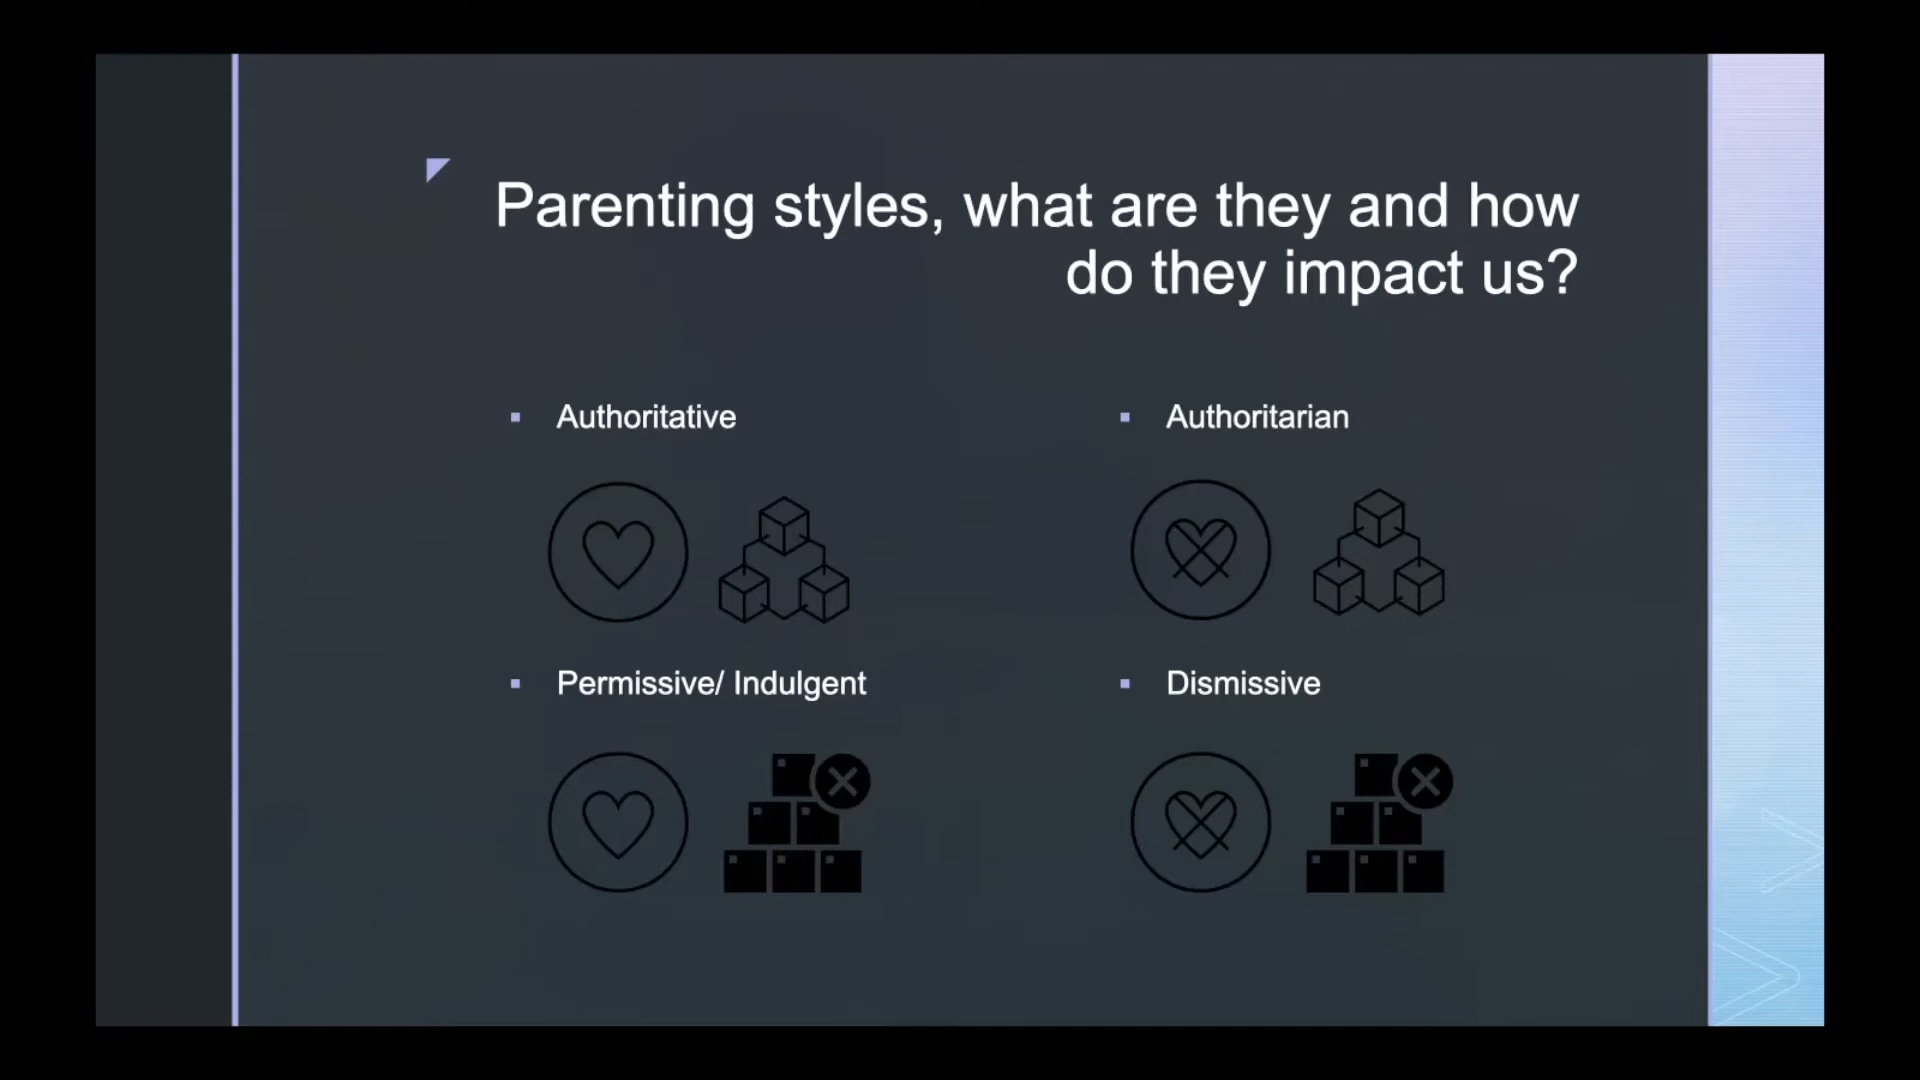 Parenting styles, what are they and how
do they impact us?
Authoritative
Authoritarian
Permissive/ Indulgent
Dismissive